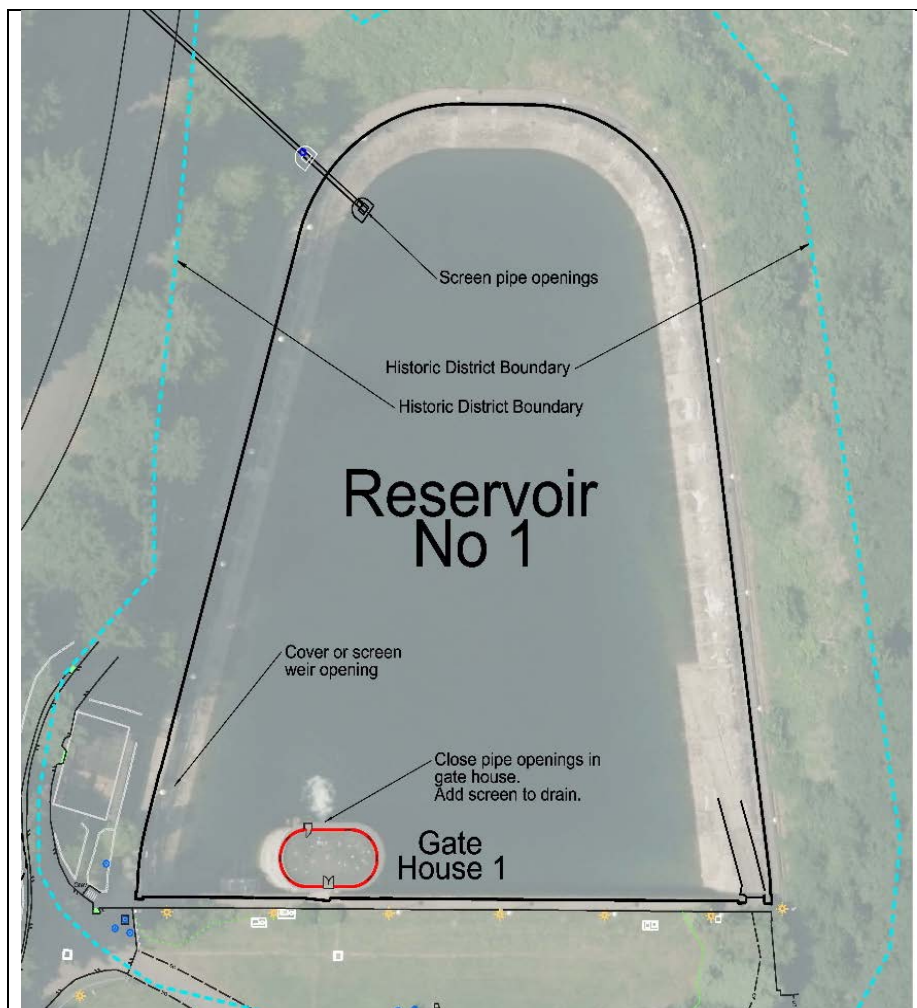 Screen pipe openings
Historic District Boundary
Historic District Boundary
Reservoir
No 1
Cover or screen
weir opening
Close pipe openings in
gate house.
Add screen to drain.
Gate
House 1